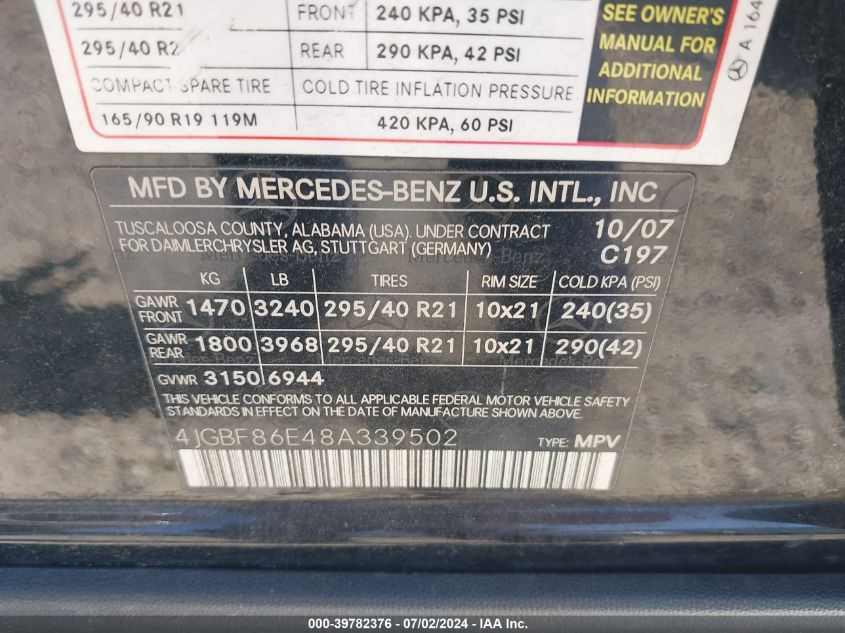 295/40 R21 FRONT 240 KPA, 35 PSI
295/40 R2 REAR 290 KPA, 42 PSI
COMPACT SPARE TIRE COLD TIRE INFLATION PRESSURE
165/90 R19 119M 420 KPA, 60 PSI
SEE OWNER'S
MANUAL FOR
ADDITIONAL
INFORMATION
A 164
MFD BY MERCEDES-BENZ U.S. INTL., INC
TUSCALOOSA COUNTY, ALABAMA (USA). UNDER CONTRACT 10/07
FOR DAIMLERCHRYSLER AG, STUTTGART (GERMANY) C197
KG LB TIRES RIM SIZE COLD KPA (PSI)
GAWR FRONT 1470 3240 295/40 R21 10x21 240(35)
GAWR REAR 1800 3968 295/40 R21 10x21 290(42)
GVWR 3150 6944
THIS VEHICLE CONFORMS TO ALL APPLICABLE FEDERAL MOTOR VEHICLE SAFETY
STANDARDS IN EFFECT ON THE DATE OF MANUFACTURE SHOWN ABOVE.
4JGBF86E48A339502 TYPE: MPV
000-39782376 - 07/02/2024 - IAA Inc.